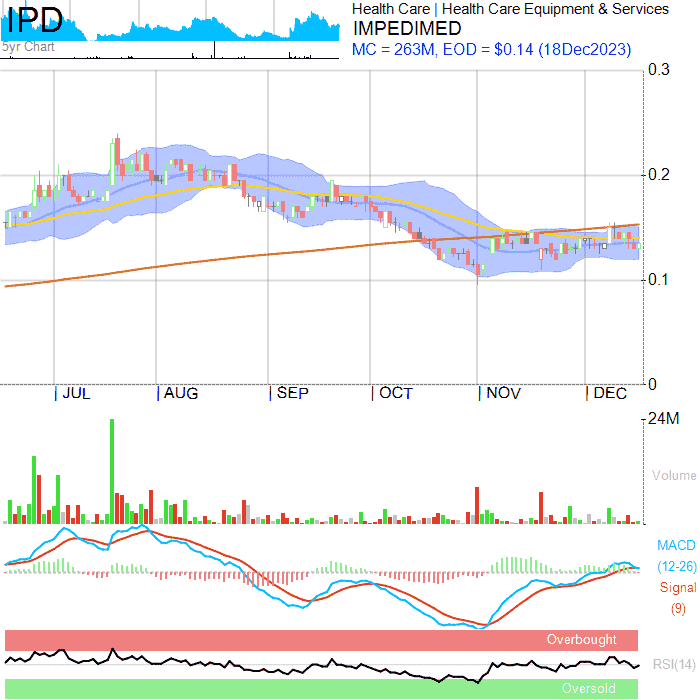 IPD
Health Care | Health Care Equipment & Services
IMPEDIMED
MC = 263M, EOD = $0.14 (18Dec2023)
5yr Chart
0.3
0.2
0.1
0
JUL AUG SEP OCT NOV DEC
24M
Volume
MACD
(12-26)
Signal
(9)
Overbought
RSI(14)
Oversold